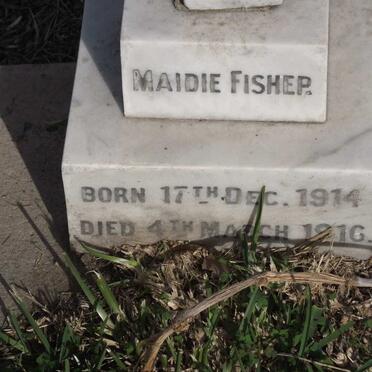 MAIDIE FISHER.
BORN 17TH DEC. 1914
DIED 4TH MARCH 1916.